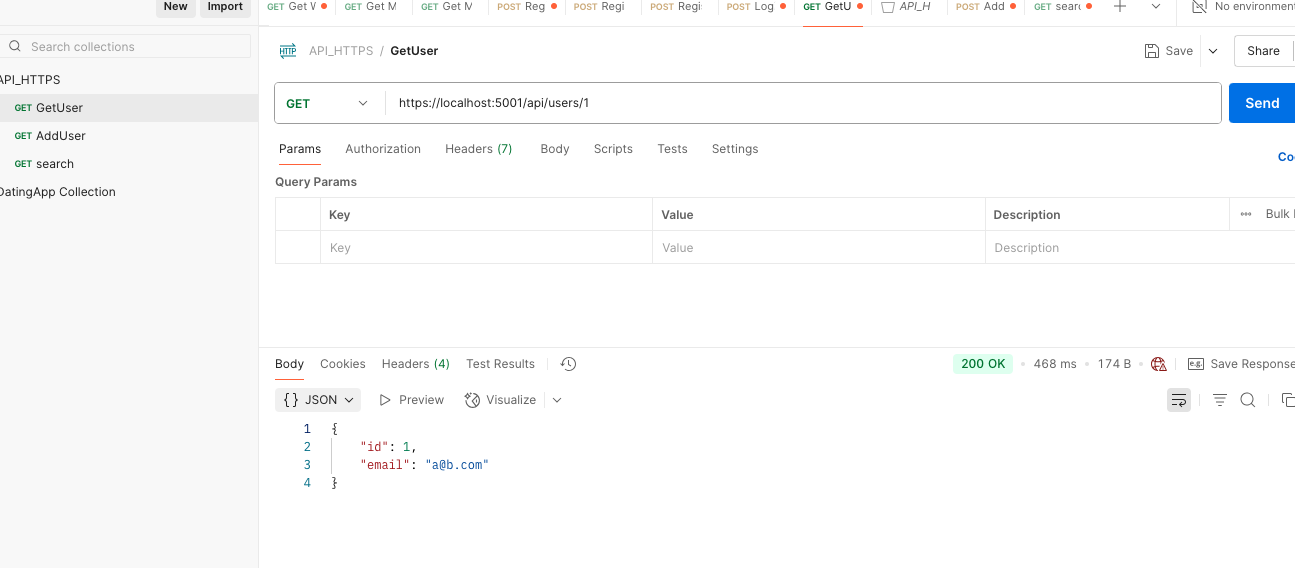 New Import
GET Get W GET Get M GET Get M POST Reg POST Regi POST Regi POST Log GET GetU API_H POST Add GET searc No environment
Search collections
API_HTTPS / GetUser Save Share
API_HTTPS
GET GetUser
GET AddUser
GET search
DatingApp Collection
GET https://localhost:5001/api/users/1 Send
Params Authorization Headers (7) Body Scripts Tests Settings Coo
Query Params
Key Value Description Bulk
Key Value Description
Body Cookies Headers (4) Test Results 200 OK 468 ms 174 B Save Response
{} JSON Preview Visualize
1 {
2 "id": 1,
3 "email": "a@b.com"
4 }